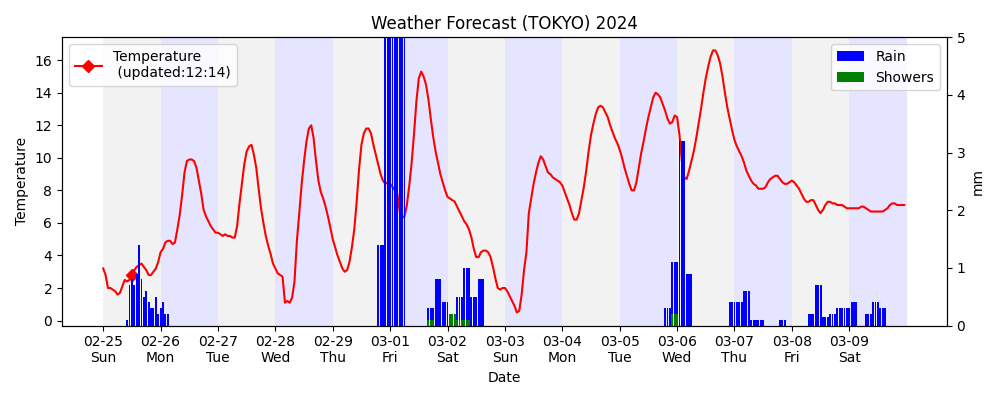 Weather Forecast (TOKYO) 2024
Temperature
(updated:12:14)
Rain
Showers
Temperature
16
14
12
10
8
6
4
2
0
5
4
3
2
1
0
mm
02-25 02-26 02-27 02-28 02-29 03-01 03-02 03-03 03-04 03-05 03-06 03-07 03-08 03-09
Sun Mon Tue Wed Thu Fri Sat Sun Mon Tue Wed Thu Fri Sat
Date